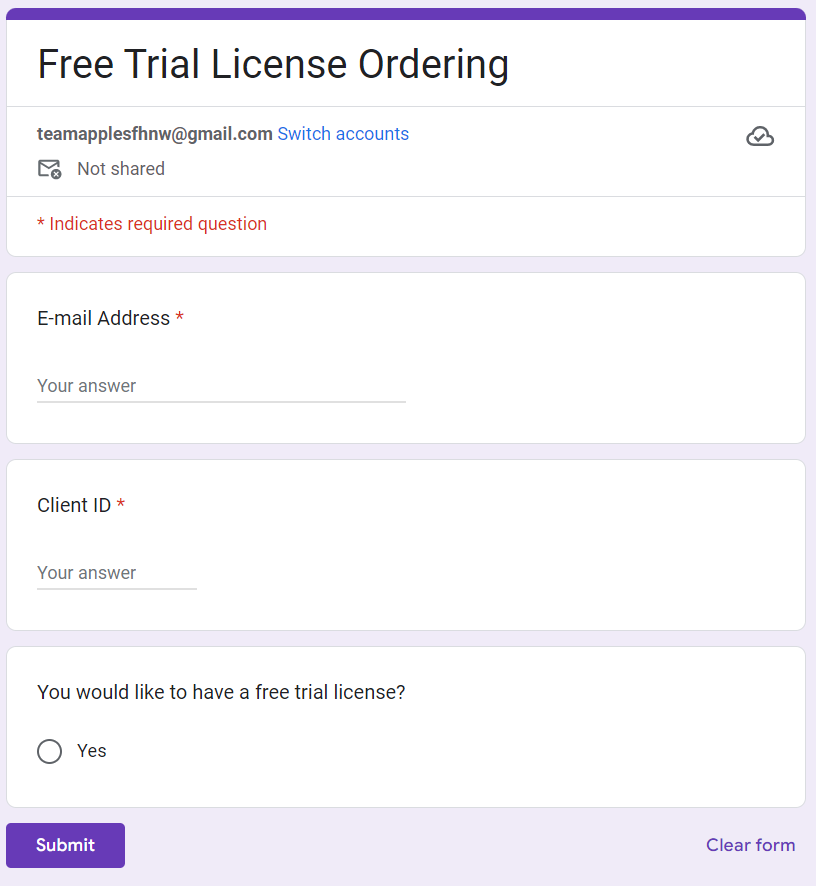 Free Trial License Ordering
teamapplesfhnw@gmail.com Switch accounts
Not shared
* Indicates required question
E-mail Address *
Your answer
Client ID *
Your answer
You would like to have a free trial license?
Yes
Submit Clear form